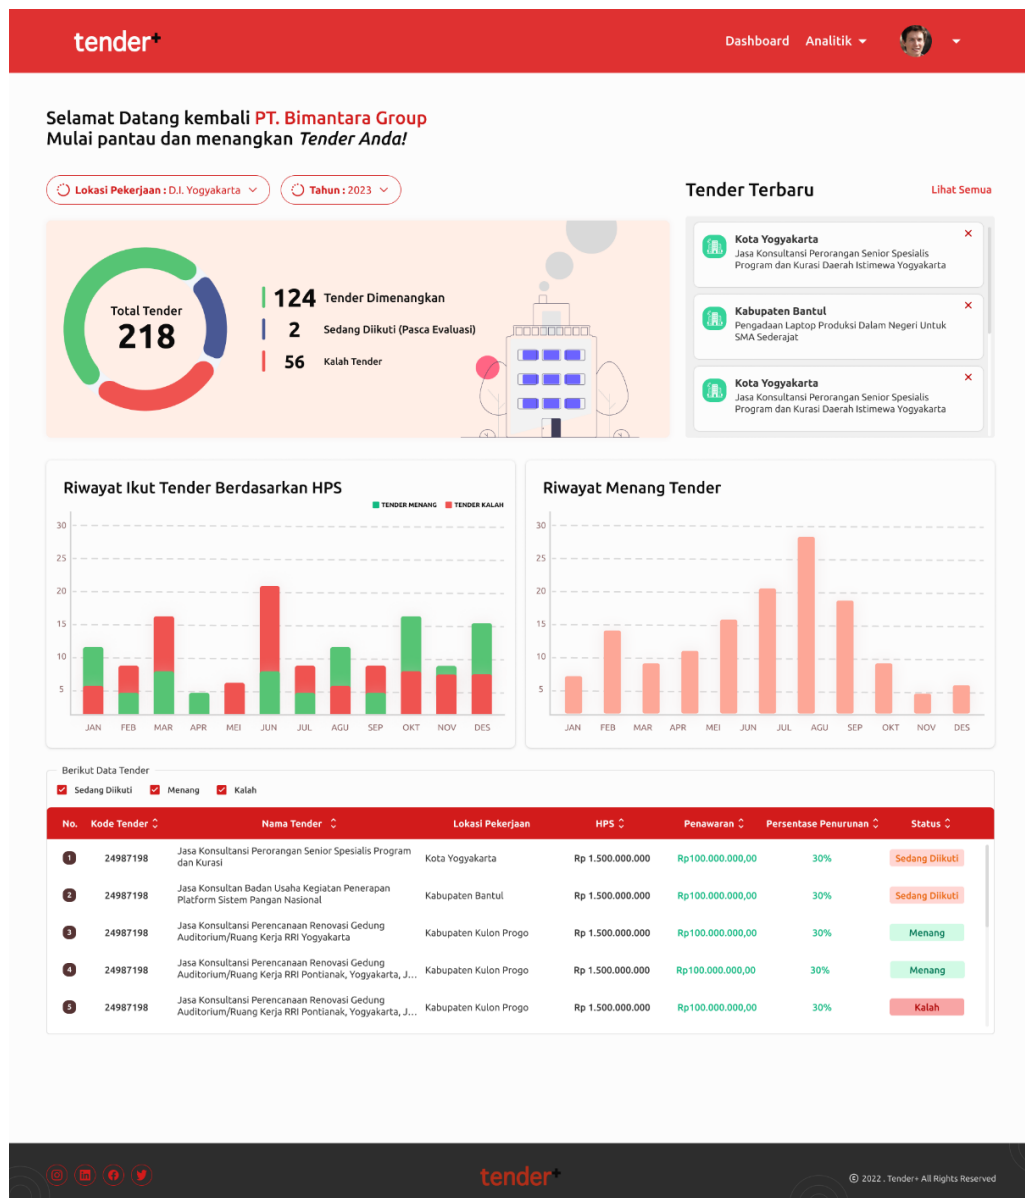 tender+
Dashboard
Analitik
Selamat Datang kembali PT. Bimantara Group
Mulai pantau dan menangkan Tender Anda!
Lokasi Pekerjaan : D.I. Yogyakarta
Tahun : 2023
Total Tender
218
124 Tender Dimenangkan
2 Sedang Diikuti (Pasca Evaluasi)
56 Kalah Tender
Tender Terbaru
Lihat Semua
Kota Yogyakarta
Jasa Konsultansi Perorangan Senior Spesialis
Program dan Kurasi Daerah Istimewa Yogyakarta
Kabupaten Bantul
Pengadaan Laptop Produksi Dalam Negeri Untuk
SMA Sederajat
Kota Yogyakarta
Jasa Konsultansi Perorangan Senior Spesialis
Program dan Kurasi Daerah Istimewa Yogyakarta
Riwayat Ikut Tender Berdasarkan HPS
TENDER MENANG TENDER KALAH
30
25
20
15
10
5
JAN FEB MAR APR MEI JUN JUL AGU SEP OKT NOV DES
Riwayat Menang Tender
30
25
20
15
10
5
JAN FEB MAR APR MEI JUN JUL AGU SEP OKT NOV DES
Berikut Data Tender
Sedang Diikuti Menang Kalah
No. Kode Tender Nama Tender Lokasi Pekerjaan HPS Penawaran Persentase Penurunan Status
1 24987198 Jasa Konsultansi Perorangan Senior Spesialis Program
dan Kurasi Kota Yogyakarta Rp 1.500.000.000 Rp100.000.000,00 30% Sedang Diikuti
2 24987198 Jasa Konsultan Badan Usaha Kegiatan Penerapan
Platform Sistem Pangan Nasional Kabupaten Bantul Rp 1.500.000.000 Rp100.000.000,00 30% Sedang Diikuti
3 24987198 Jasa Konsultansi Perencanaan Renovasi Gedung
Auditorium/Ruang Kerja RRI Yogyakarta Kabupaten Kulon Progo Rp 1.500.000.000 Rp100.000.000,00 30% Menang
4 24987198 Jasa Konsultansi Perencanaan Renovasi Gedung
Auditorium/Ruang Kerja RRI Pontianak, Yogyakarta, J... Kabupaten Kulon Progo Rp 1.500.000.000 Rp100.000.000,00 30% Menang
5 24987198 Jasa Konsultansi Perencanaan Renovasi Gedung
Auditorium/Ruang Kerja RRI Pontianak, Yogyakarta, J... Kabupaten Kulon Progo Rp 1.500.000.000 Rp100.000.000,00 30% Kalah
tender+
© 2022 . Tender+ All Rights Reserved